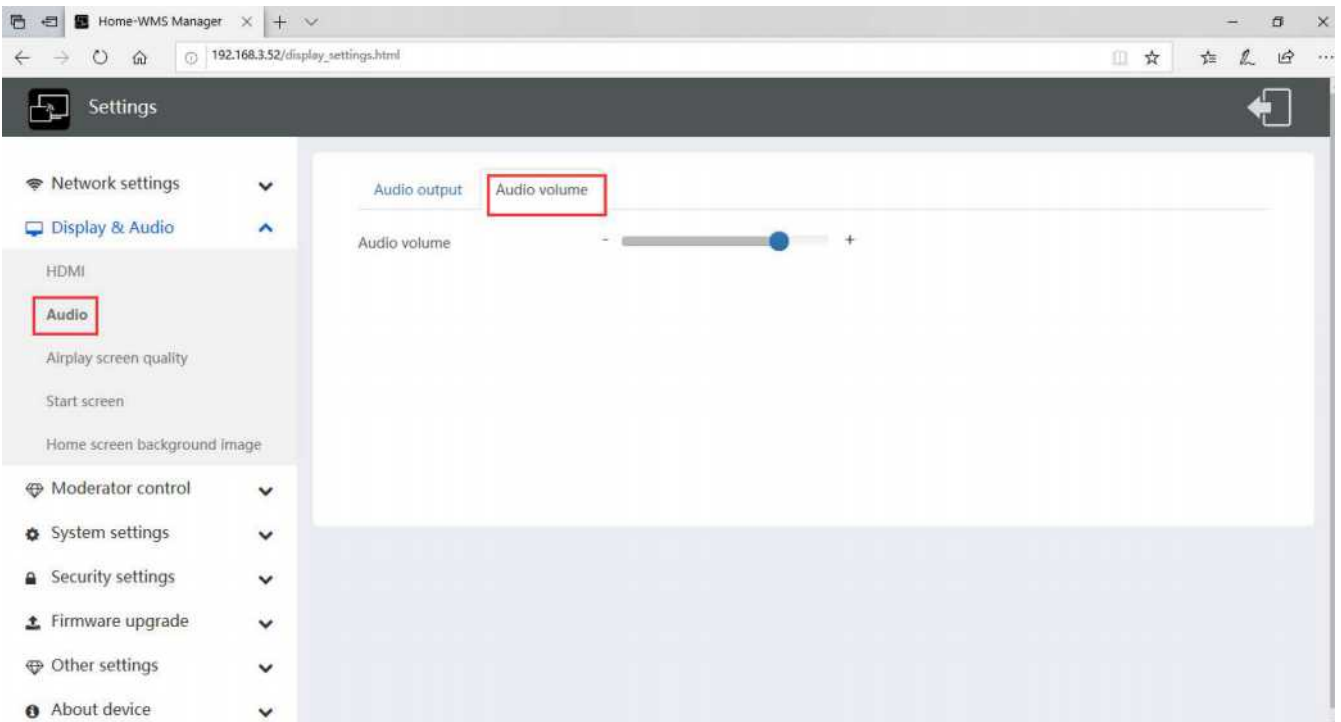 Home-WMS Manager
192.168.3.52/display_settings.html
Settings
Network settings
Display & Audio
HDMI
Audio
Airplay screen quality
Start screen
Home screen background image
Moderator control
System settings
Security settings
Firmware upgrade
Other settings
About device
Audio output
Audio volume
Audio volume
- +